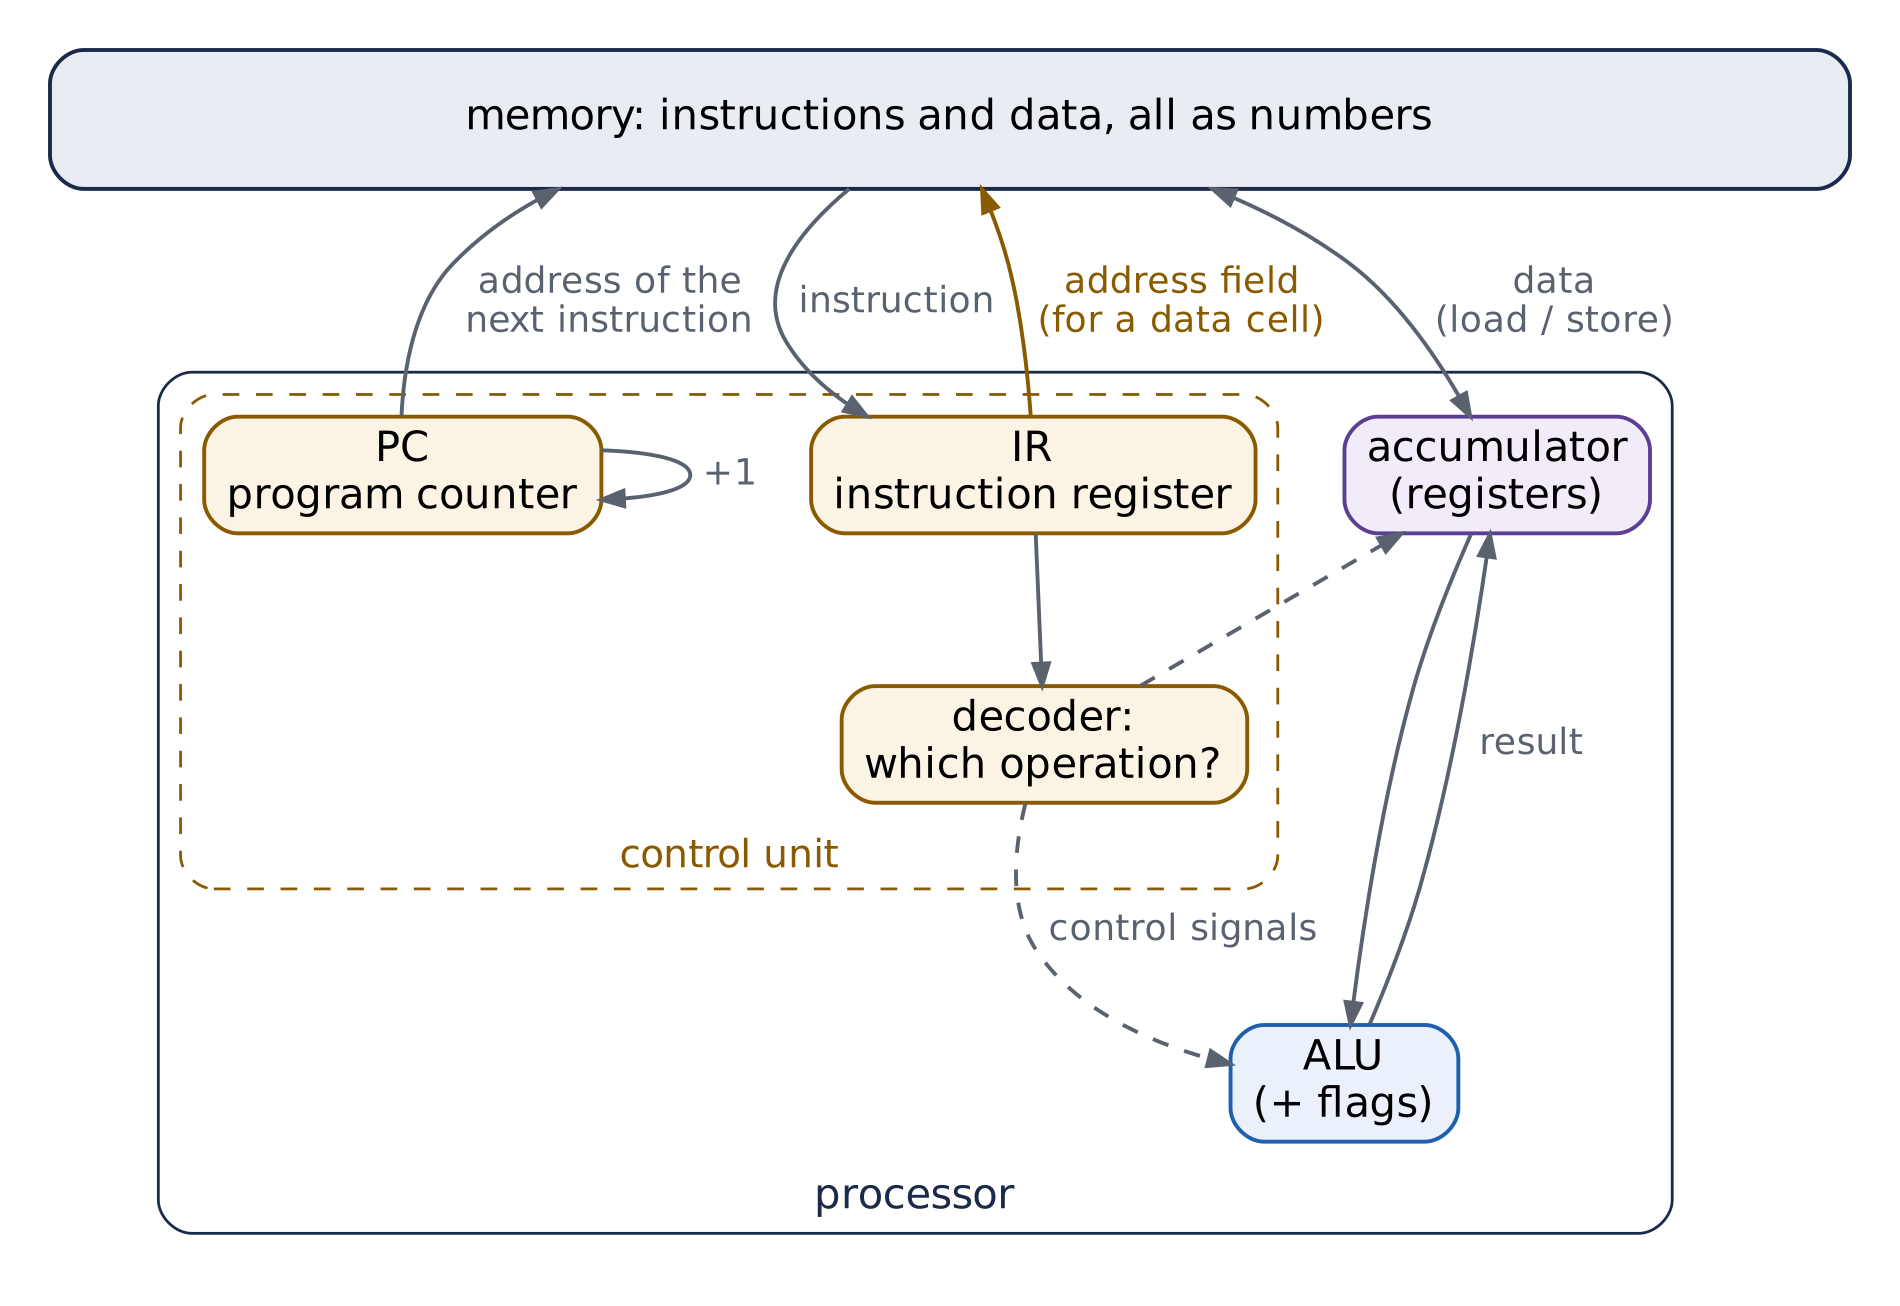 memory: instructions and data, all as numbers
address of the
next instruction
instruction
address field
(for a data cell)
data
(load / store)
PC
program counter
+1
IR
instruction register
accumulator
(registers)
decoder:
which operation?
result
control unit
control signals
ALU
(+ flags)
processor